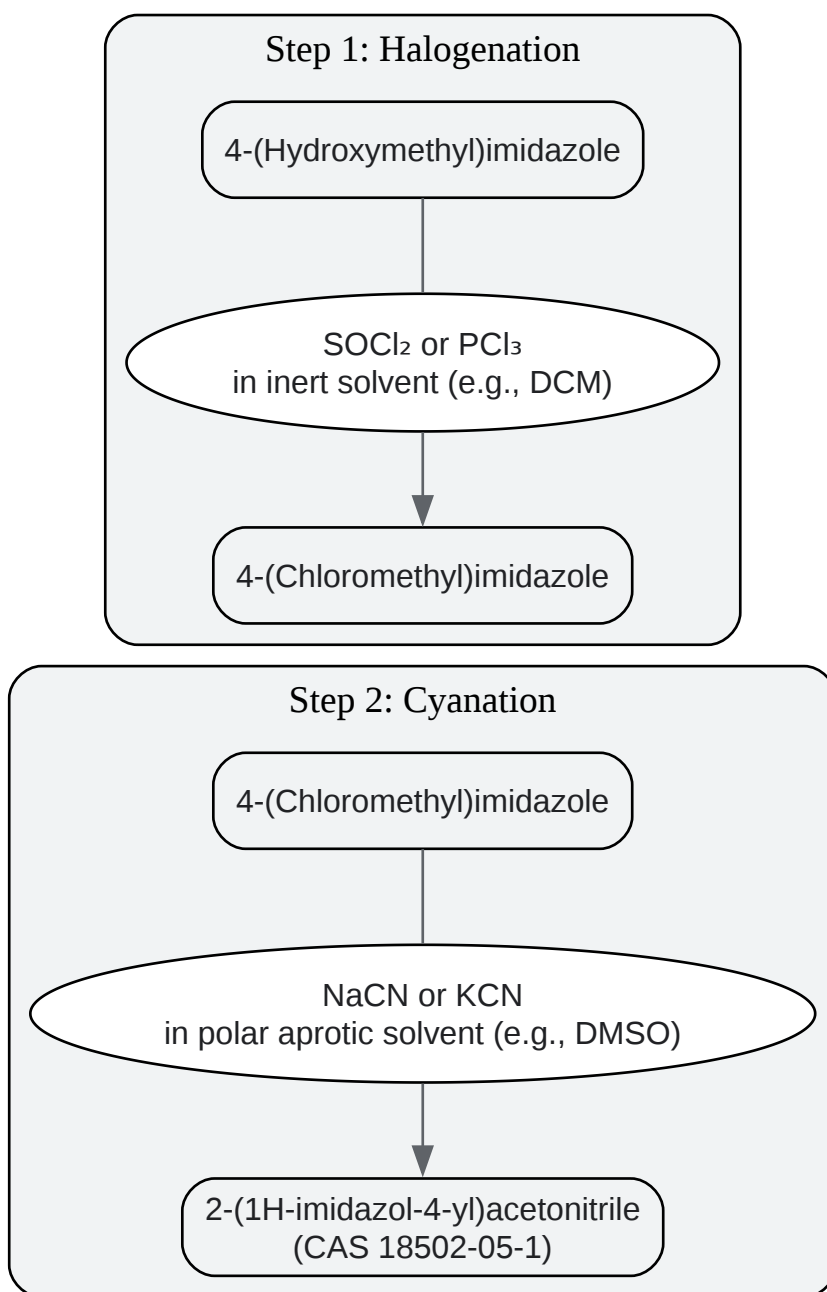 Step 1: Halogenation
4-(Hydroxymethyl)imidazole
SOCl₂ or PCl₃
in inert solvent (e.g., DCM)
4-(Chloromethyl)imidazole
Step 2: Cyanation
4-(Chloromethyl)imidazole
NaCN or KCN
in polar aprotic solvent (e.g., DMSO)
2-(1H-imidazol-4-yl)acetonitrile
(CAS 18502-05-1)